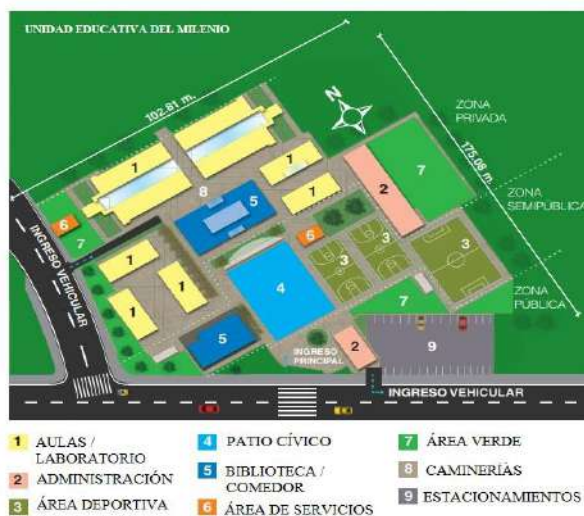 UNIDAD EDUCATIVA DEL MILENIO
102.81 m.
175.08 m.
N
ZONA
PRIVADA
ZONA
SEMIPÚBLICA
ZONA
PÚBLICA
1
1
1
8
5
2
7
6
7
6
3
3
3
1
1
1
4
7
5
2
9
INGRESO VEHICULAR
INGRESO
PRINCIPAL
INGRESO VEHICULAR
1 AULAS /
LABORATORIO
2 ADMINISTRACIÓN
3 ÁREA DEPORTIVA
4 PATIO CÍVICO
5 BIBLIOTECA /
COMEDOR
6 ÁREA DE SERVICIOS
7 ÁREA VERDE
8 CAMINERÍAS
9 ESTACIONAMIENTOS